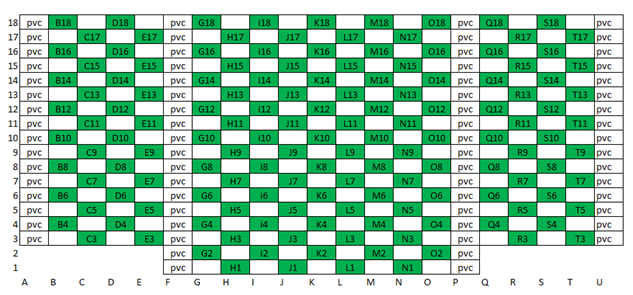 18 pvc B18 D18 pvc G18 I18 K18 M18 O18 pvc Q18 S18 pvc
17 pvc C17 E17 pvc H17 J17 L17 N17 pvc R17 T17 pvc
16 pvc B16 D16 pvc G16 I16 K16 M16 O16 pvc Q16 S16 pvc
15 pvc C15 E15 pvc H15 J15 L15 N15 pvc R15 T15 pvc
14 pvc B14 D14 pvc G14 I14 K14 M14 O14 pvc Q14 S14 pvc
13 pvc C13 E13 pvc H13 J13 L13 N13 pvc R13 T13 pvc
12 pvc B12 D12 pvc G12 I12 K12 M12 O12 pvc Q12 S12 pvc
11 pvc C11 E11 pvc H11 J11 L11 N11 pvc R11 T11 pvc
10 pvc B10 D10 pvc G10 I10 K10 M10 O10 pvc Q10 S10 pvc
9 pvc C9 E9 pvc H9 J9 L9 N9 pvc R9 T9 pvc
8 pvc B8 D8 pvc G8 i8 K8 M8 O8 pvc Q8 S8 pvc
7 pvc C7 E7 pvc H7 J7 L7 N7 pvc R7 T7 pvc
6 pvc B6 D6 pvc G6 i6 K6 M6 O6 pvc Q6 S6 pvc
5 pvc C5 E5 pvc H5 J5 L5 N5 pvc R5 T5 pvc
4 pvc B4 D4 pvc G4 I4 K4 M4 O4 pvc Q4 S4 pvc
3 pvc C3 E3 pvc H3 J3 L3 N3 pvc R3 T3 pvc
2 pvc G2 i2 K2 M2 O2 pvc
1 pvc H1 J1 L1 N1 pvc
A B C D E F G H I J K L M N O P Q R S T U